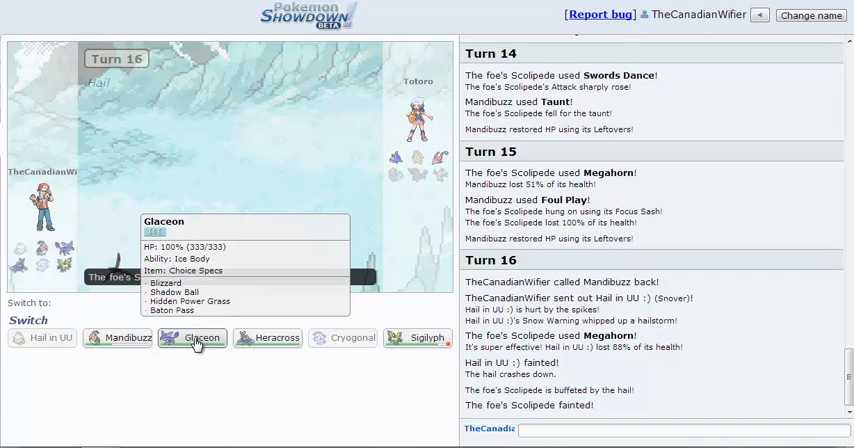 Pokemon
SHOWDOWN
BETA
[Report bug]
TheCanadianWifier
Change name
Turn 16
Hail
Totoro
TheCanadianWi
Glaceon
ICE
HP: 100% (333/333)
Ability: Ice Body
Item: Choice Specs
· Blizzard
· Shadow Ball
· Hidden Power Grass
· Baton Pass
The foe's S
Switch to:
Switch
Hail in UU
Mandibuzz
Glaceon
Heracross
Cryogonal
Sigilyph
Turn 14
The foe's Scolipede used Swords Dance!
The foe's Scolipede's Attack sharply rose!
Mandibuzz used Taunt!
The foe's Scolipede fell for the taunt!
Mandibuzz restored HP using its Leftovers!
Turn 15
The foe's Scolipede used Megahorn!
Mandibuzz lost 51% of its health!
Mandibuzz used Foul Play!
The foe's Scolipede hung on using its Focus Sash!
The foe's Scolipede lost 100% of its health!
Mandibuzz restored HP using its Leftovers!
Turn 16
TheCanadianWifier called Mandibuzz back!
TheCanadianWifier sent out Hail in UU :) (Snover)!
Hail in UU :) is hurt by the spikes!
Hail in UU :)'s Snow Warning whipped up a hailstorm!
The foe's Scolipede used Megahorn!
It's super effective! Hail in UU :) lost 88% of its health!
Hail in UU :) fainted!
The hail crashes down.
The foe's Scolipede is buffeted by the hail!
The foe's Scolipede fainted!
TheCanadia